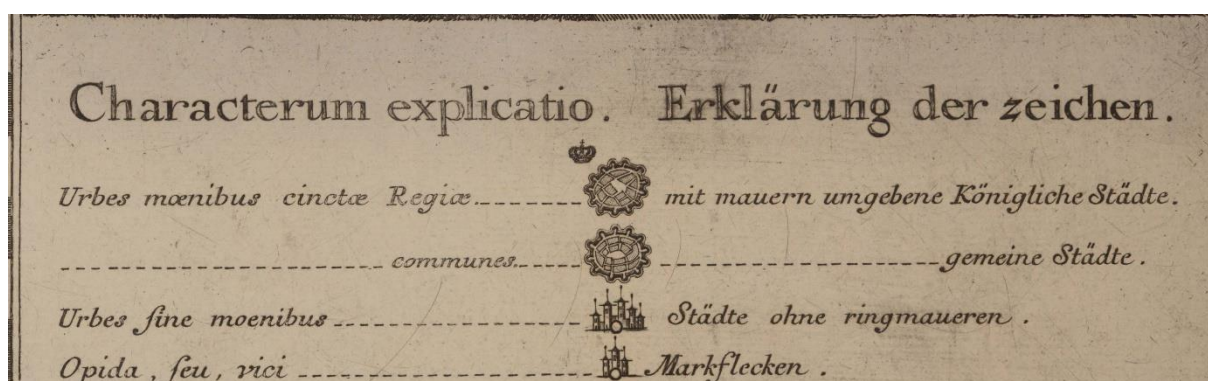 Characterum explicatio. Erklärung der zeichen.
Urbes mœnibus cinctæ Regiæ mit mauern umgebene Königliche Städte.
communes gemeine Städte.
Urbes ſine moenibus Städte ohne ringmaueren.
Opida, ſeu, vici Markflecken.